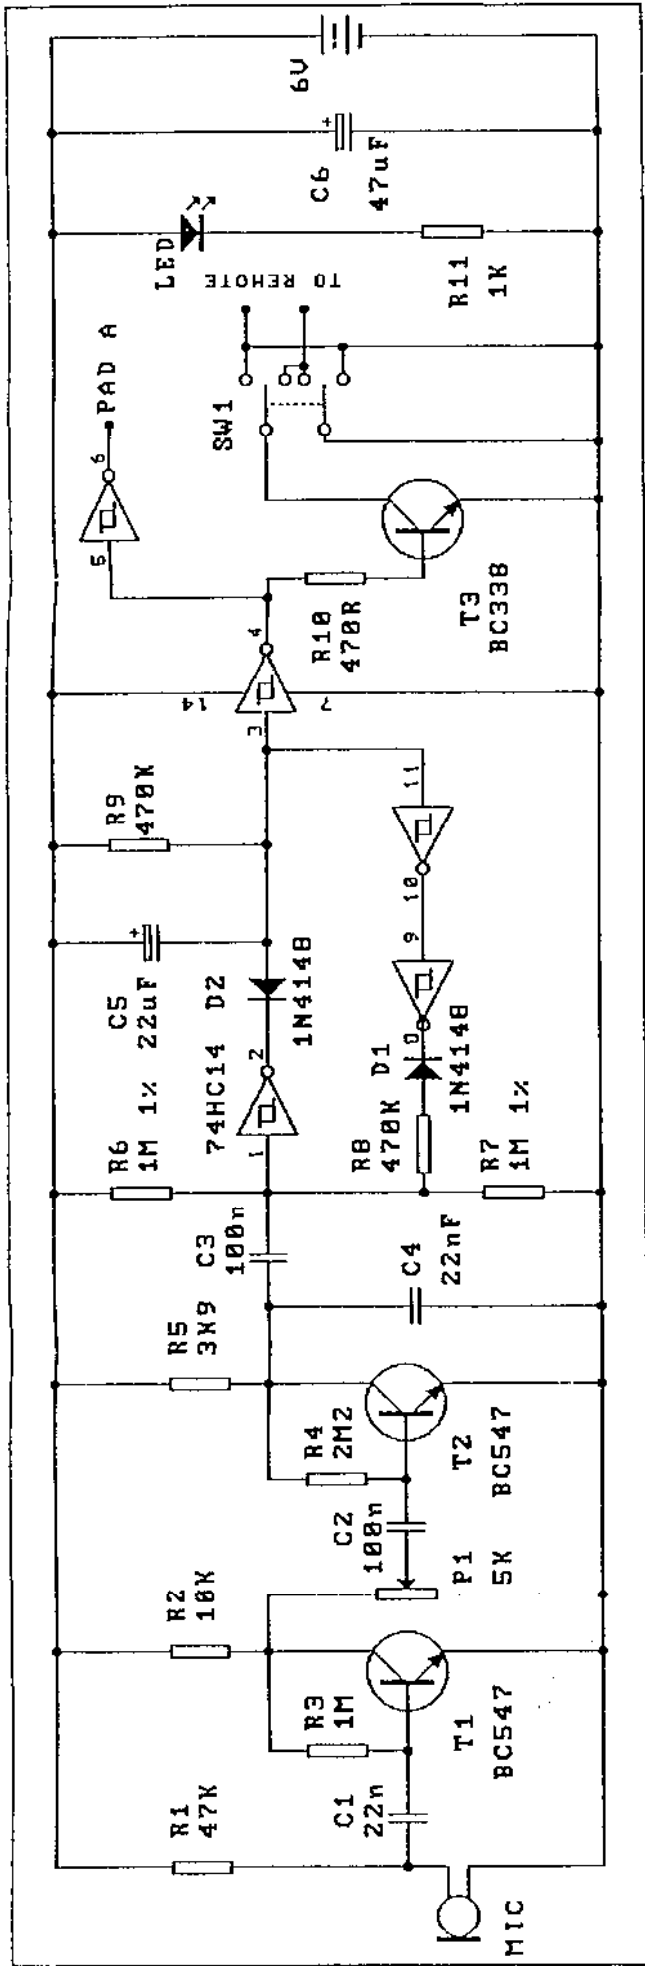 MIC
R1
47K
C1
22n
R3
1M
T1
BC547
R2
10K
P1
5K
C2
100n
R4
2M2
T2
BC547
R5
3K9
C3
100n
C4
22nF
R6
1M 1%
R7
1M 1%
R8
470K
D1
1N4148
74HC14
1
2
D2
1N4148
C5
22uF
+
R9
470K
8
9
10
11
3
4
14
7
R10
470R
T3
BC338
5
6
PAD A
SW1
TO REMOTE
LED
R11
1K
C6
47uF
+
6V